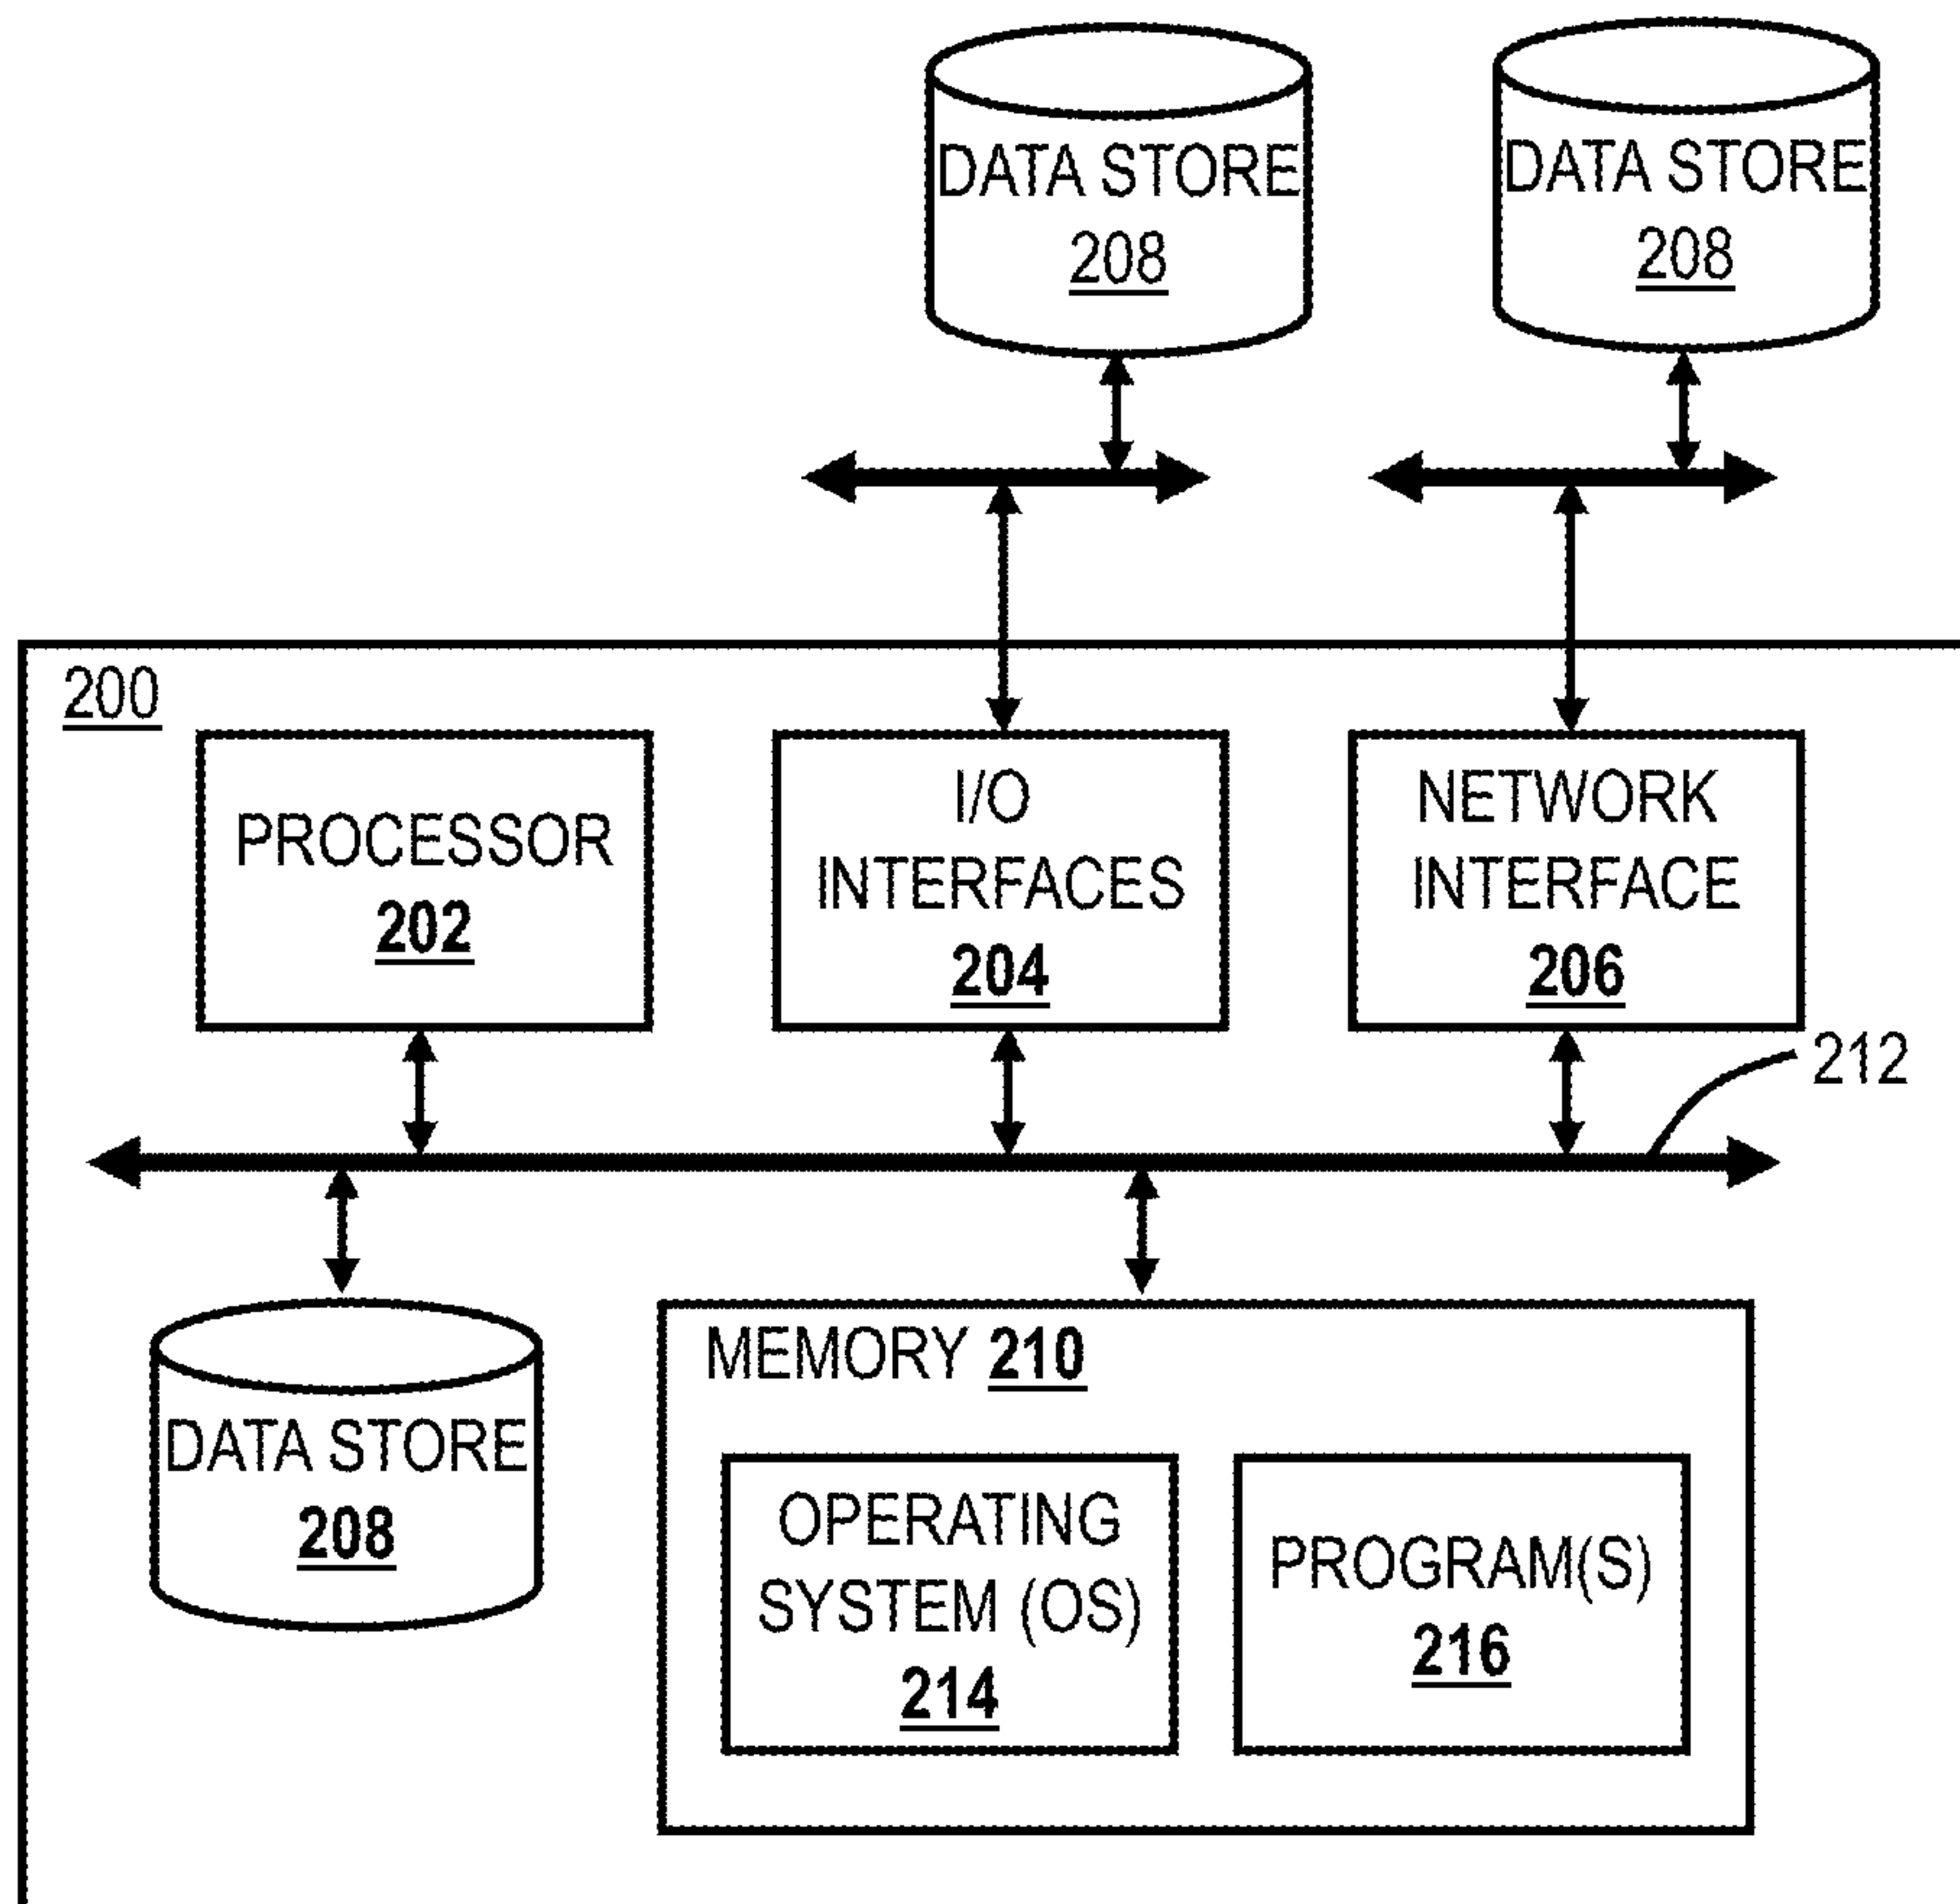 DATA STORE
208
DATA STORE
208
200
PROCESSOR
202
I/O
INTERFACES
204
NETWORK
INTERFACE
206
212
DATA STORE
208
MEMORY 210
OPERATING
SYSTEM (OS)
214
PROGRAM(S)
216